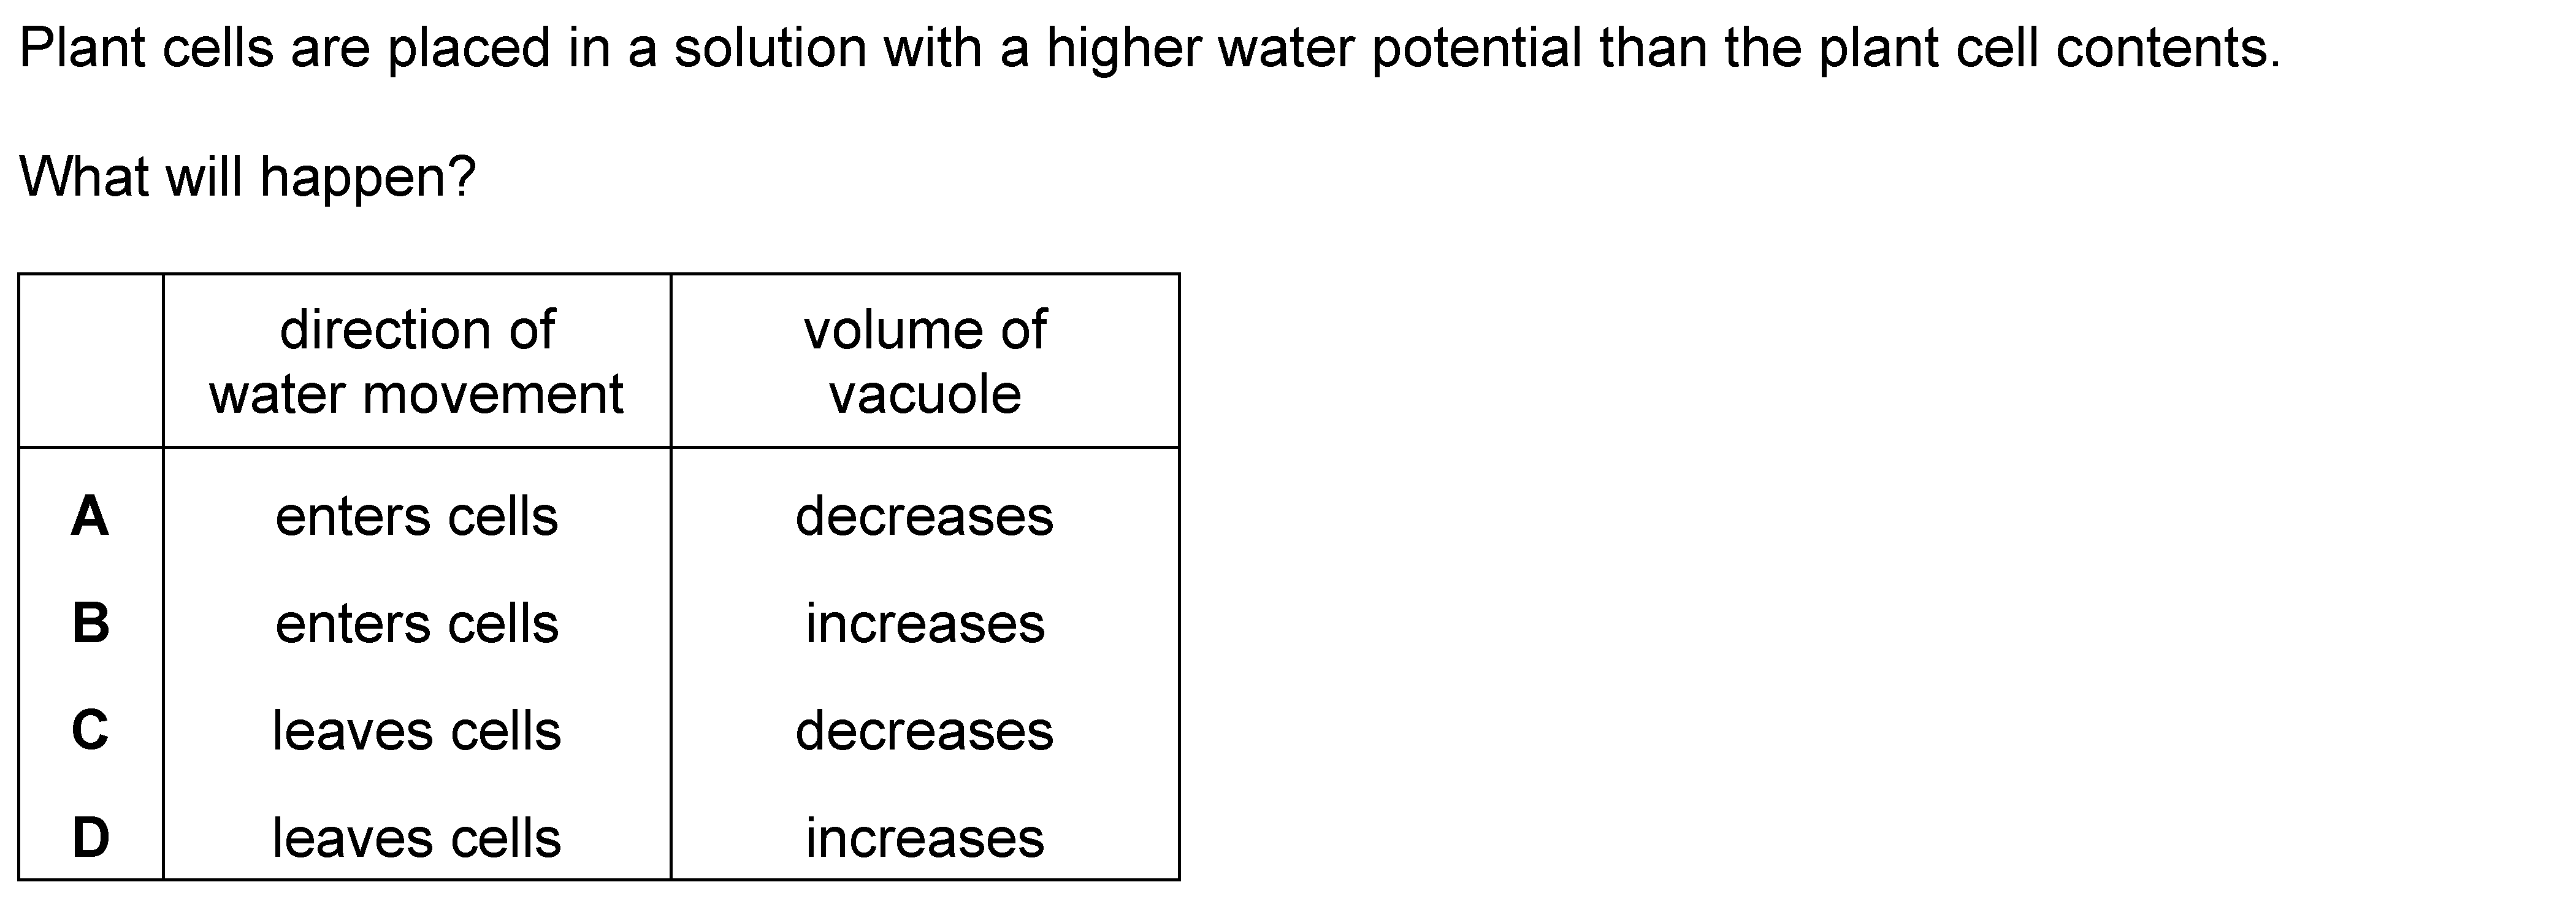 Plant cells are placed in a solution with a higher water potential than the plant cell contents.
What will happen?
direction of water movement volume of vacuole
A enters cells decreases
B enters cells increases
C leaves cells decreases
D leaves cells increases